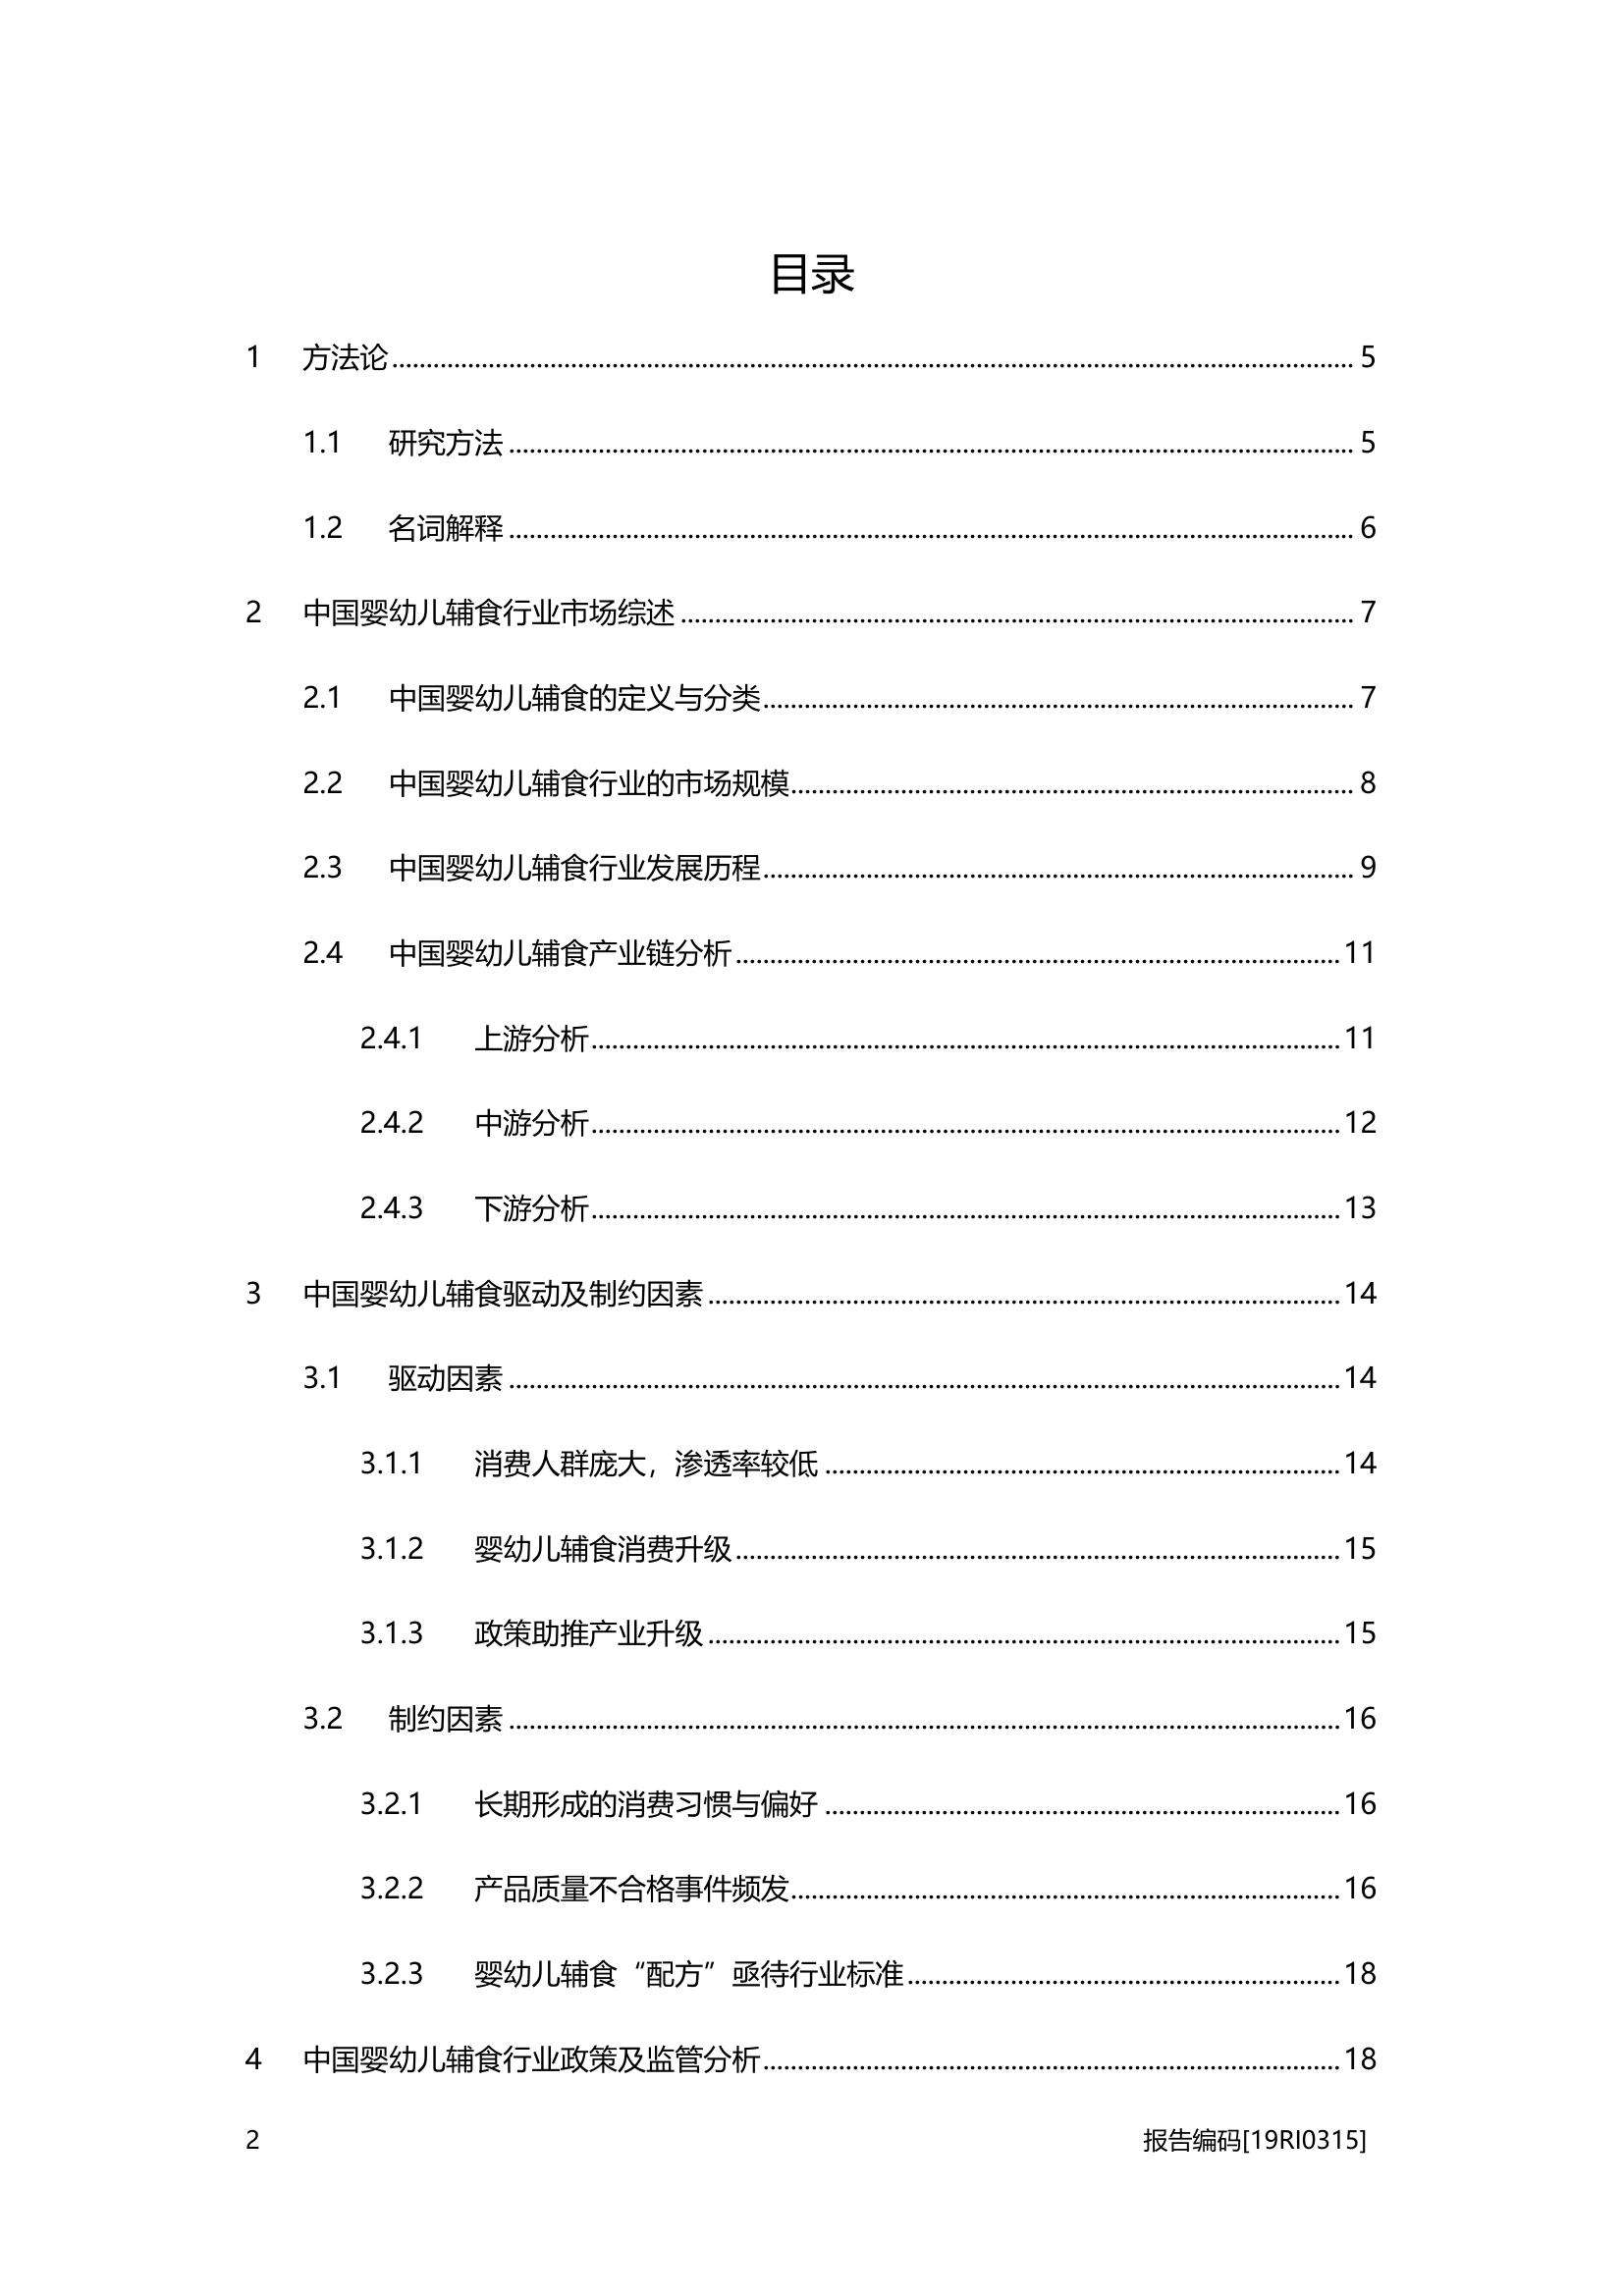 目录
1 方法论 ........ 5
1.1 研究方法 ........ 5
1.2 名词解释 ........ 6
2 中国婴幼儿辅食行业市场综述 ........ 7
2.1 中国婴幼儿辅食的定义与分类 ........ 7
2.2 中国婴幼儿辅食行业的市场规模 ........ 8
2.3 中国婴幼儿辅食行业发展历程 ........ 9
2.4 中国婴幼儿辅食产业链分析 ........ 11
2.4.1 上游分析 ........ 11
2.4.2 中游分析 ........ 12
2.4.3 下游分析 ........ 13
3 中国婴幼儿辅食驱动及制约因素 ........ 14
3.1 驱动因素 ........ 14
3.1.1 消费人群庞大，渗透率较低 ........ 14
3.1.2 婴幼儿辅食消费升级 ........ 15
3.1.3 政策助推产业升级 ........ 15
3.2 制约因素 ........ 16
3.2.1 长期形成的消费习惯与偏好 ........ 16
3.2.2 产品质量不合格事件频发 ........ 16
3.2.3 婴幼儿辅食“配方”亟待行业标准 ........ 18
4 中国婴幼儿辅食行业政策及监管分析 ........ 18
2 报告编码[19RI0315]